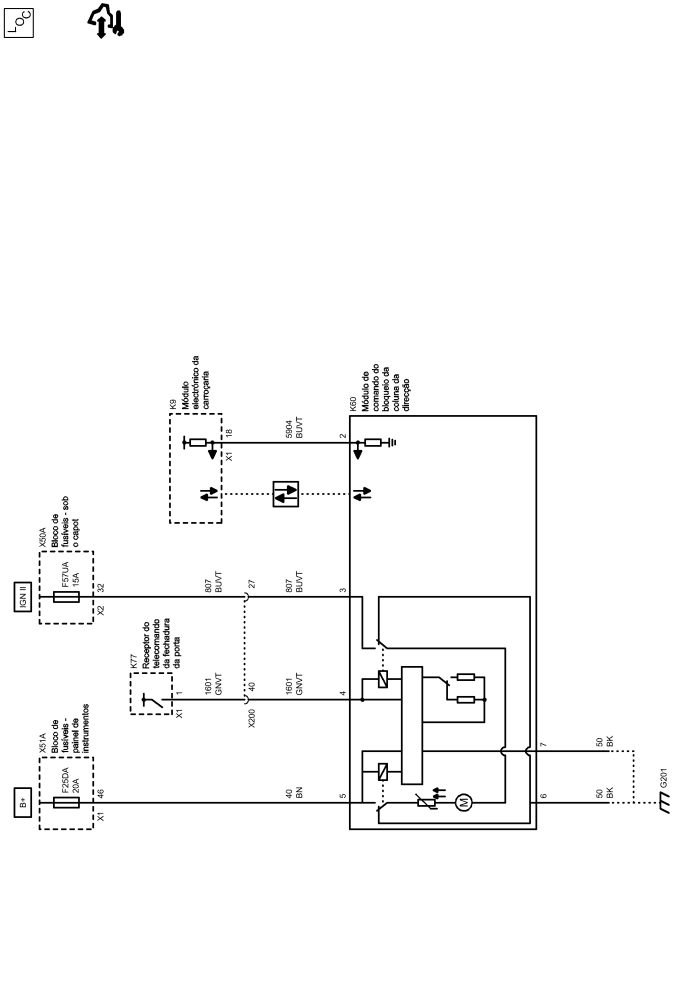 LOC
B+
X51A
Bloco de
fusíveis -
painel de
instrumentos
F25DA
20A
X1
46
40
BN
5
K77
Receptor do
telecomando
da fechadura
da porta
X1
1
1601
GNVT
X200
40
1601
GNVT
4
IGN II
X50A
Bloco de
fusíveis - sob
o capot
F57UA
15A
X2
32
807
BUVT
27
807
BUVT
3
K9
Módulo
electrónico da
carroçaria
X1
18
5904
BUVT
2
K60
Módulo de
comando do
bloqueio da
coluna da
direcção
M
6
7
50
BK
50
BK
G201